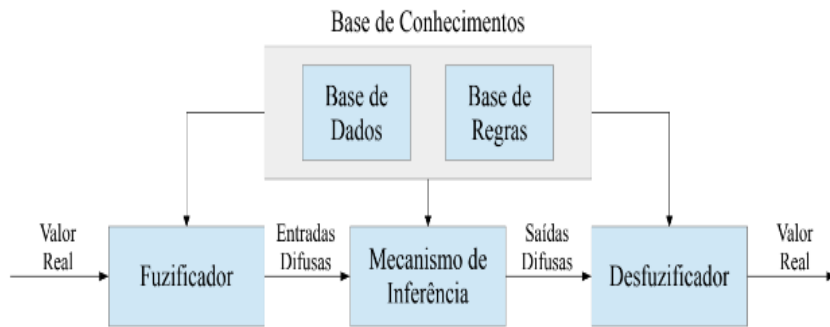 Base de Conhecimentos
Base de
Dados
Base de
Regras
Valor
Real
Fuzificador
Entradas
Difusas
Mecanismo de
Inferência
Saídas
Difusas
Desfuzificador
Valor
Real